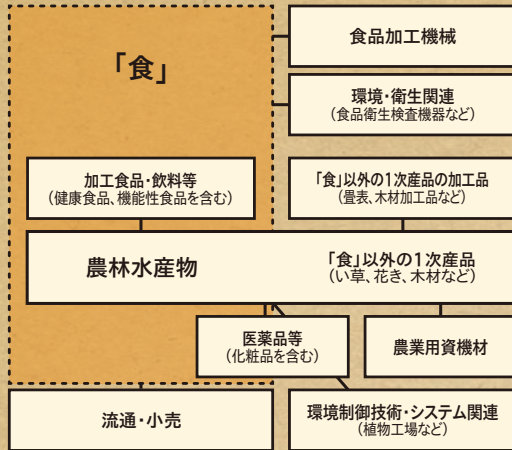 「食」
食品加工機械
環境・衛生関連
（食品衛生検査機器など）
加工食品・飲料等
（健康食品、機能性食品を含む）
「食」以外の1次産品の加工品
（畳表、木材加工品など）
農林水産物
「食」以外の1次産品
（い草、花き、木材など）
医薬品等
（化粧品を含む）
農業用資機材
流通・小売
環境制御技術・システム関連
（植物工場など）